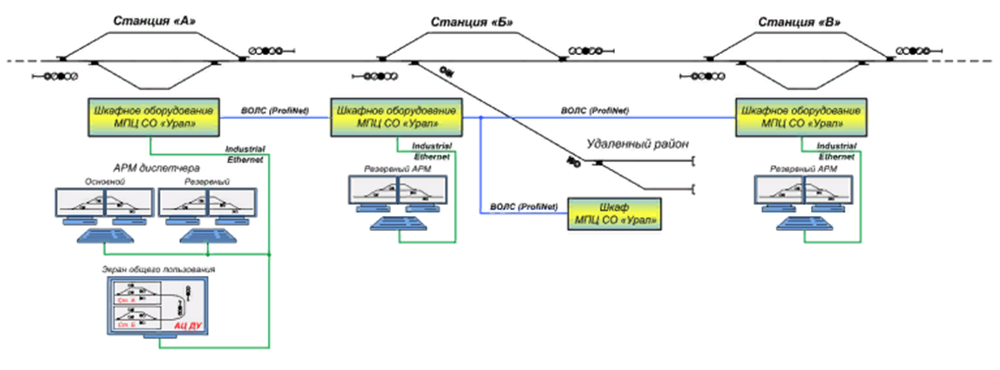 Станция «А»
Станция «Б»
Станция «В»
Шкафное оборудование
МПЦ СО «Урал»
ВОЛС (ProfiNet)
Шкафное оборудование
МПЦ СО «Урал»
ВОЛС (ProfiNet)
Шкафное оборудование
МПЦ СО «Урал»
Удаленный район
Industrial
Ethernet
Industrial
Ethernet
Industrial
Ethernet
АРМ диспетчера
Основной
Резервный
Резервный АРМ
Резервный АРМ
ВОЛС (ProfiNet)
Шкаф
МПЦ СО «Урал»
Экран общего пользования
Ст. А
Ст. Б
АЦ ДУ